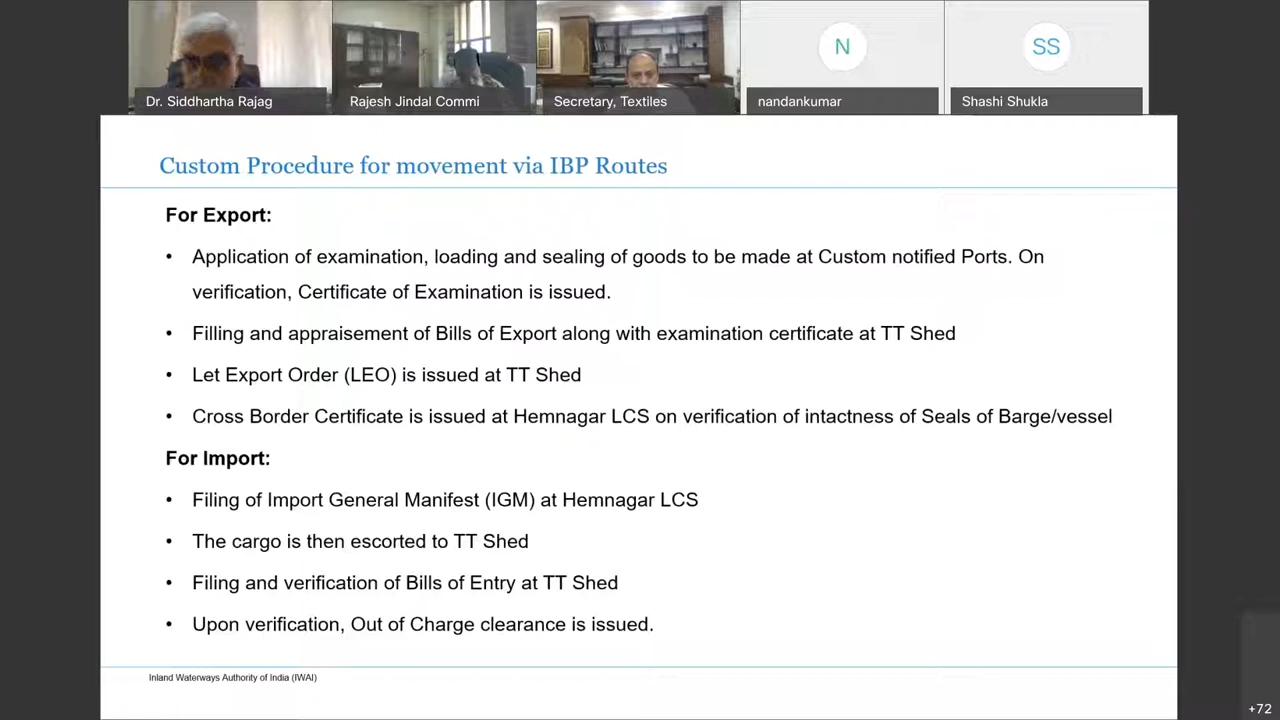 N
SS
Dr. Siddhartha Rajag
Rajesh Jindal Commi
Secretary, Textiles
nandankumar
Shashi Shukla
Custom Procedure for movement via IBP Routes
For Export:
• Application of examination, loading and sealing of goods to be made at Custom notified Ports. On
verification, Certificate of Examination is issued.
• Filling and appraisement of Bills of Export along with examination certificate at TT Shed
• Let Export Order (LEO) is issued at TT Shed
• Cross Border Certificate is issued at Hemnagar LCS on verification of intactness of Seals of Barge/vessel
For Import:
• Filing of Import General Manifest (IGM) at Hemnagar LCS
• The cargo is then escorted to TT Shed
• Filing and verification of Bills of Entry at TT Shed
• Upon verification, Out of Charge clearance is issued.
Inland Waterways Authority of India (IWAI)
+72